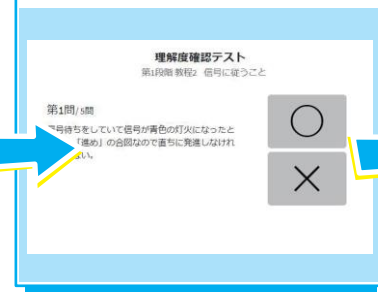 理解度確認テスト
第1段階 教程2 信号に従うこと
第1問/5問
号待ちをしていて信号が青色の灯火になったと
「進め」の合図なので直ちに発進しなけれ
ない。